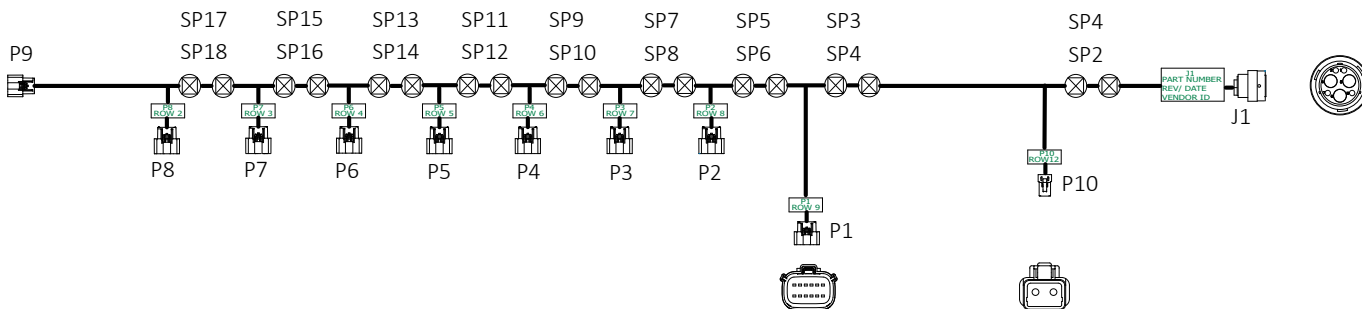 SP17 SP15 SP13 SP11 SP9 SP7 SP5 SP3 SP4
P9 SP18 SP16 SP14 SP12 SP10 SP8 SP6 SP4 SP2
J1
PART NUMBER
REV/ DATE
VENDOR ID
J1
P8
ROW 2
P7
ROW 3
P6
ROW 4
P5
ROW 5
P4
ROW 6
P3
ROW 7
P2
ROW 8
P8 P7 P6 P5 P4 P3 P2
P10
ROW12
P10
P1
ROW 9
P1